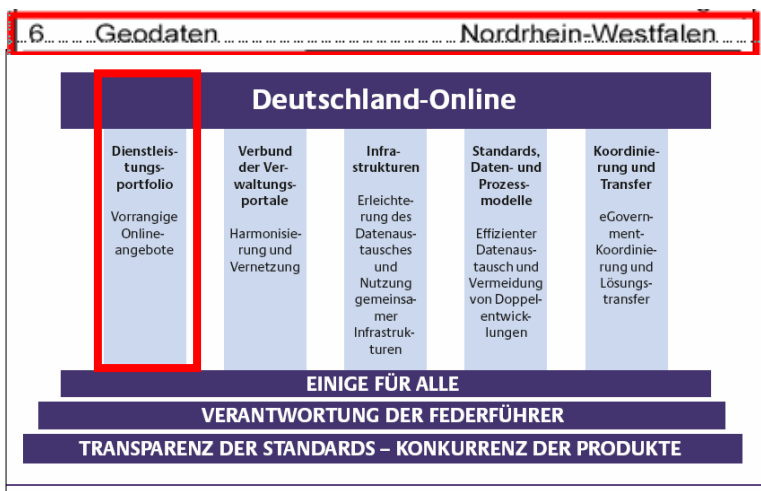 6 Geodaten Nordrhein-Westfalen
Deutschland-Online
Dienstleis-
tungs-
portfolio
Vorrangige
Online-
angebote
Verbund
der Ver-
waltungs-
portale
Harmonisie-
rung und
Vernetzung
Infra-
strukturen
Erleichte-
rung des
Datenaus-
tausches
und
Nutzung
gemeinsa-
mer
Infrastruk-
turen
Standards,
Daten- und
Prozess-
modelle
Effizienter
Datenaus-
tausch und
Vermeidung
von Doppel-
entwick-
lungen
Koordinie-
rung und
Transfer
eGovern-
ment-
Koordinie-
rung und
Lösungs-
transfer
EINIGE FÜR ALLE
VERANTWORTUNG DER FEDERFÜHRER
TRANSPARENZ DER STANDARDS – KONKURRENZ DER PRODUKTE